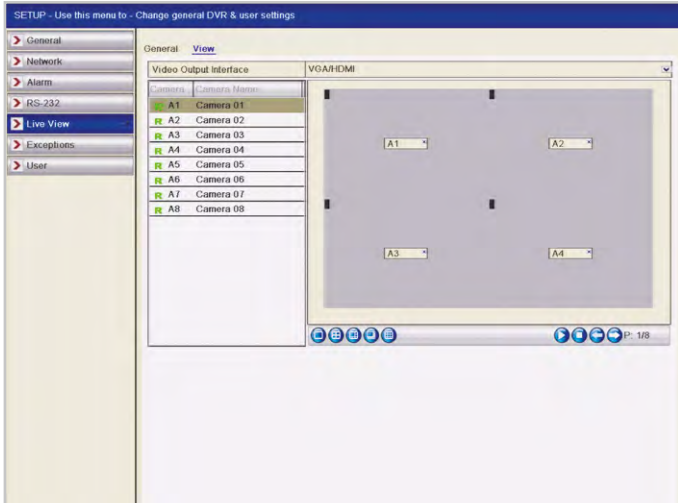 SETUP - Use this menu to - Change general DVR & user settings
General
Network
Alarm
RS-232
Live View
Exceptions
User
General View
Video Output Interface VGA/HDMI
Camera Camera Name
R A1 Camera 01
R A2 Camera 02
R A3 Camera 03
R A4 Camera 04
R A5 Camera 05
R A6 Camera 06
R A7 Camera 07
R A8 Camera 08
A1 A2
A3 A4
P: 1/8